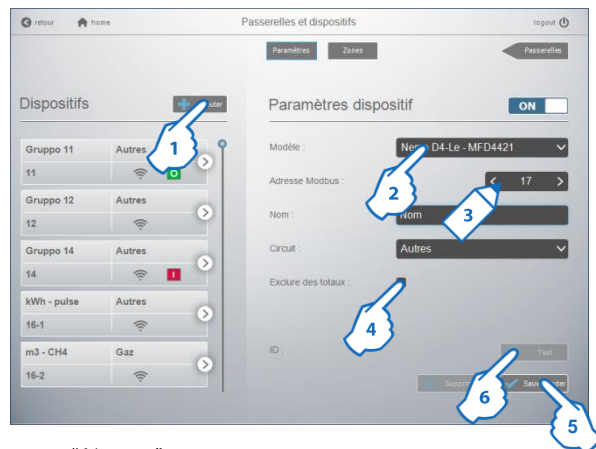 retour home Passerelles et dispositifs logout
Paramètres Zones Passerelles
Dispositifs
Paramètres dispositif ON
Gruppo 11 Autres
11 O
Gruppo 12 Autres
12
Gruppo 14 Autres
14 I
kWh - pulse Autres
16-1
m3 - CH4 Gaz
16-2
Modèle : D4-Le - MFD4421
Adresse Modbus : < 17 >
Nom : Nom
Circuit : Autres
Exclure des totaux :
ID : Test
1
2
3
4
5
6